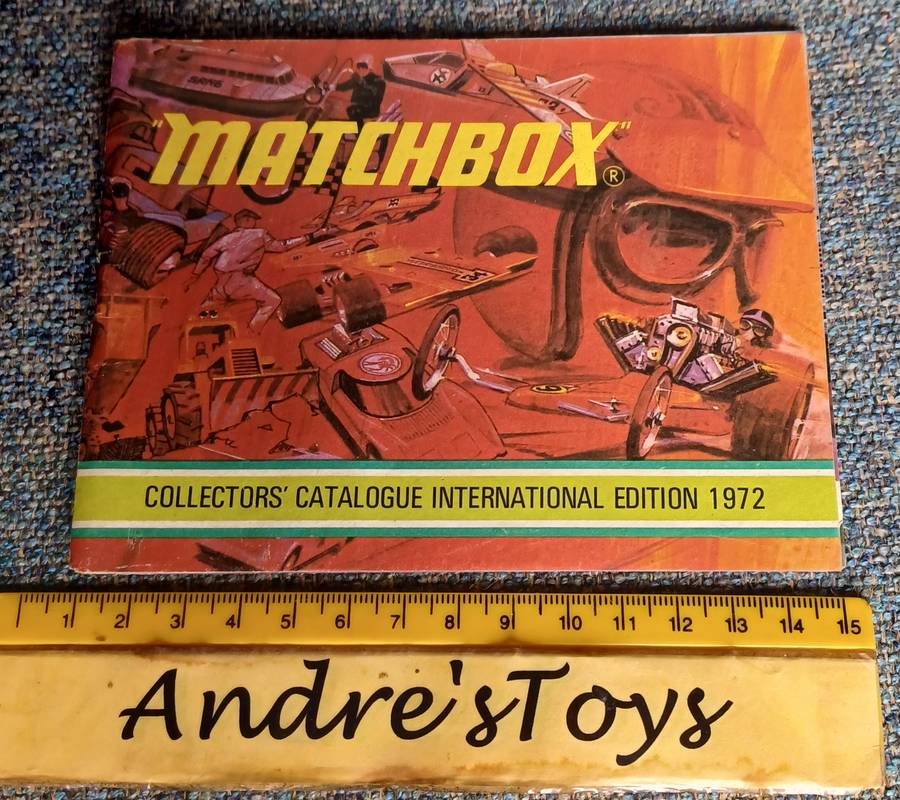 SRN6
"MATCHBOX"®
COLLECTORS' CATALOGUE INTERNATIONAL EDITION 1972
1 2 3 4 5 6 7 8 9 10 11 12 13 14 15
Andre'sToys